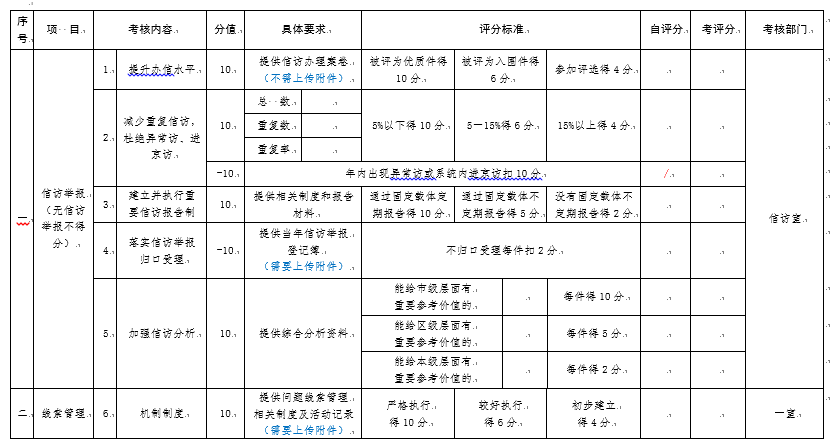 序号 项 目 考核内容 分值 具体要求 评分标准 自评分 考评分 考核部门
一 信访举报（无信访举报不得分） 1. 提升办信水平 10 提供信访办理案卷（不需上传附件） 被评为优质件得10分 被评为入围件得6分 参加评选得4分 信访室
2. 减少重复信访，杜绝异常访、进京访 10 总 数 5%以下得10分 5－15%得6分 15%以上得4分
重复数
重复率
-10 年内出现异常访或系统内进京访扣10分 /
3. 建立并执行重要信访报告制 10 提供相关制度和报告材料 通过固定载体定期报告得10分 通过固定载体不定期报告得5分 没有固定载体不定期报告得2分
4. 落实信访举报归口受理 -10 提供当年信访举报登记簿（需要上传附件） 不归口受理每件扣2分
5. 加强信访分析 10 提供综合分析资料 能给市级层面有重要参考价值的 每件得10分
能给区级层面有重要参考价值的 每件得5分
能给本级层面有重要参考价值的 每件得2分
二 线索管理 6. 机制制度 10 提供问题线索管理相关制度及活动记录（需要上传附件） 严格执行得10分 较好执行得6分 初步建立得4分 一室